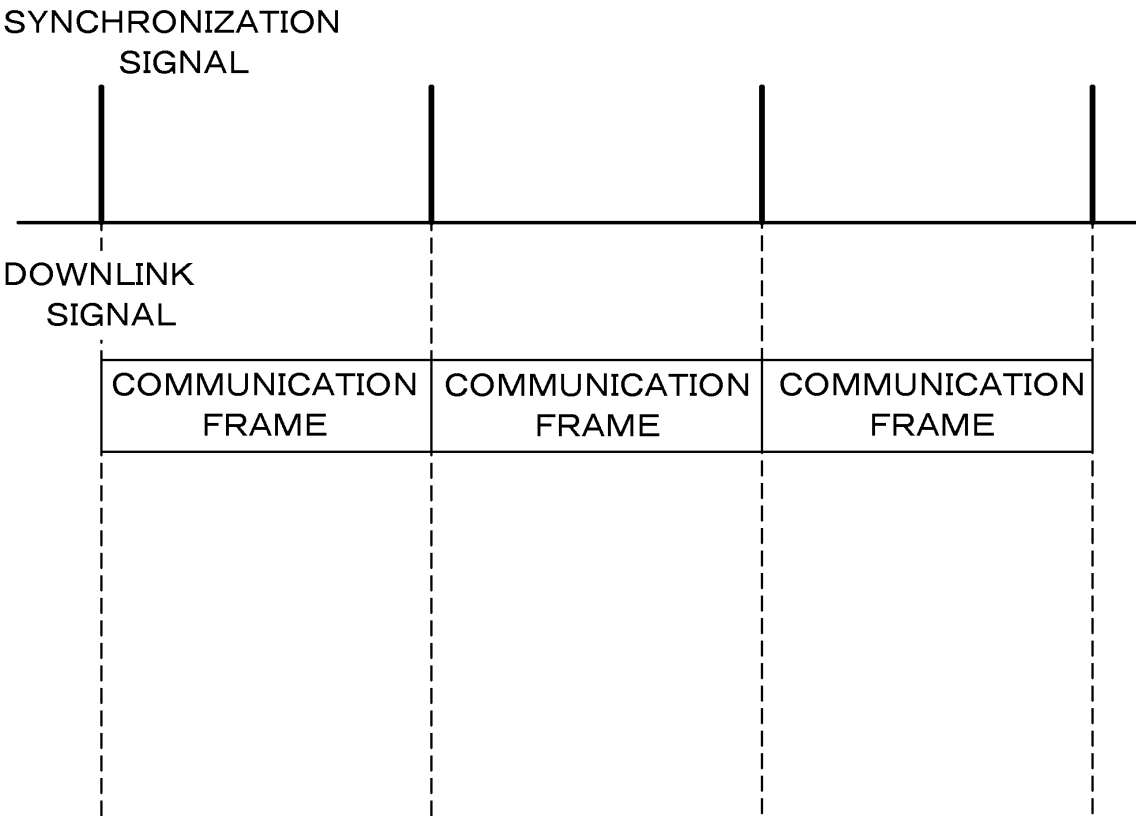 SYNCHRONIZATION
SIGNAL
DOWNLINK
SIGNAL
COMMUNICATION
FRAME
COMMUNICATION
FRAME
COMMUNICATION
FRAME